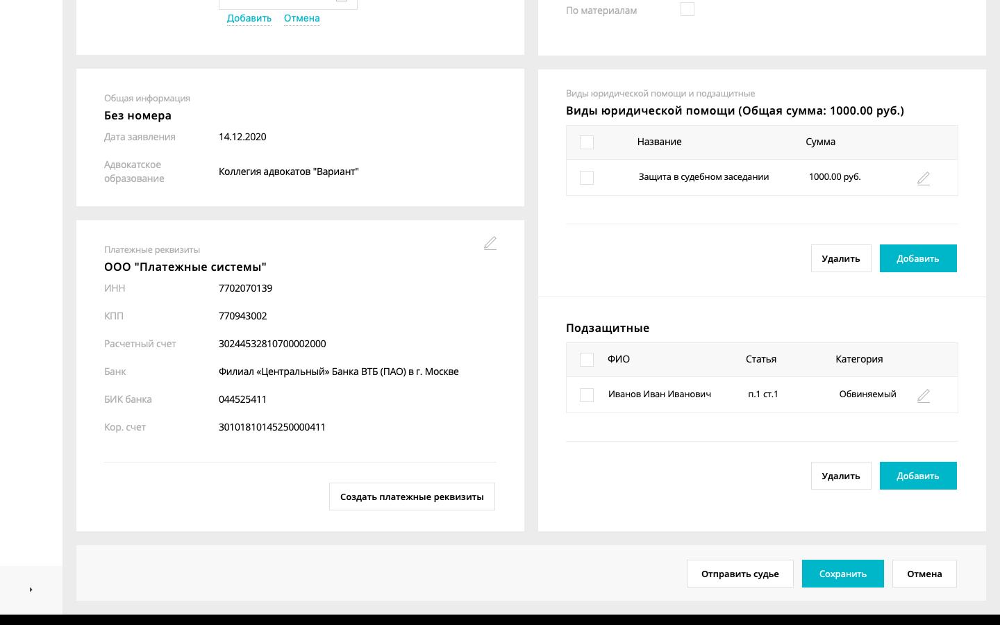 Добавить Отмена
Общая информация
Без номера
Дата заявления 14.12.2020
Адвокатское образование Коллегия адвокатов "Вариант"
Платежные реквизиты
ООО "Платежные системы"
ИНН 7702070139
КПП 770943002
Расчетный счет 30244532810700002000
Банк Филиал «Центральный» Банка ВТБ (ПАО) в г. Москве
БИК банка 044525411
Кор. счет 30101810145250000411
Создать платежные реквизиты
По материалам
Виды юридической помощи и подзащитные
Виды юридической помощи (Общая сумма: 1000.00 руб.)
Название Сумма
Защита в судебном заседании 1000.00 руб.
Удалить Добавить
Подзащитные
ФИО Статья Категория
Иванов Иван Иванович п.1 ст.1 Обвиняемый
Удалить Добавить
Отправить судье Сохранить Отмена